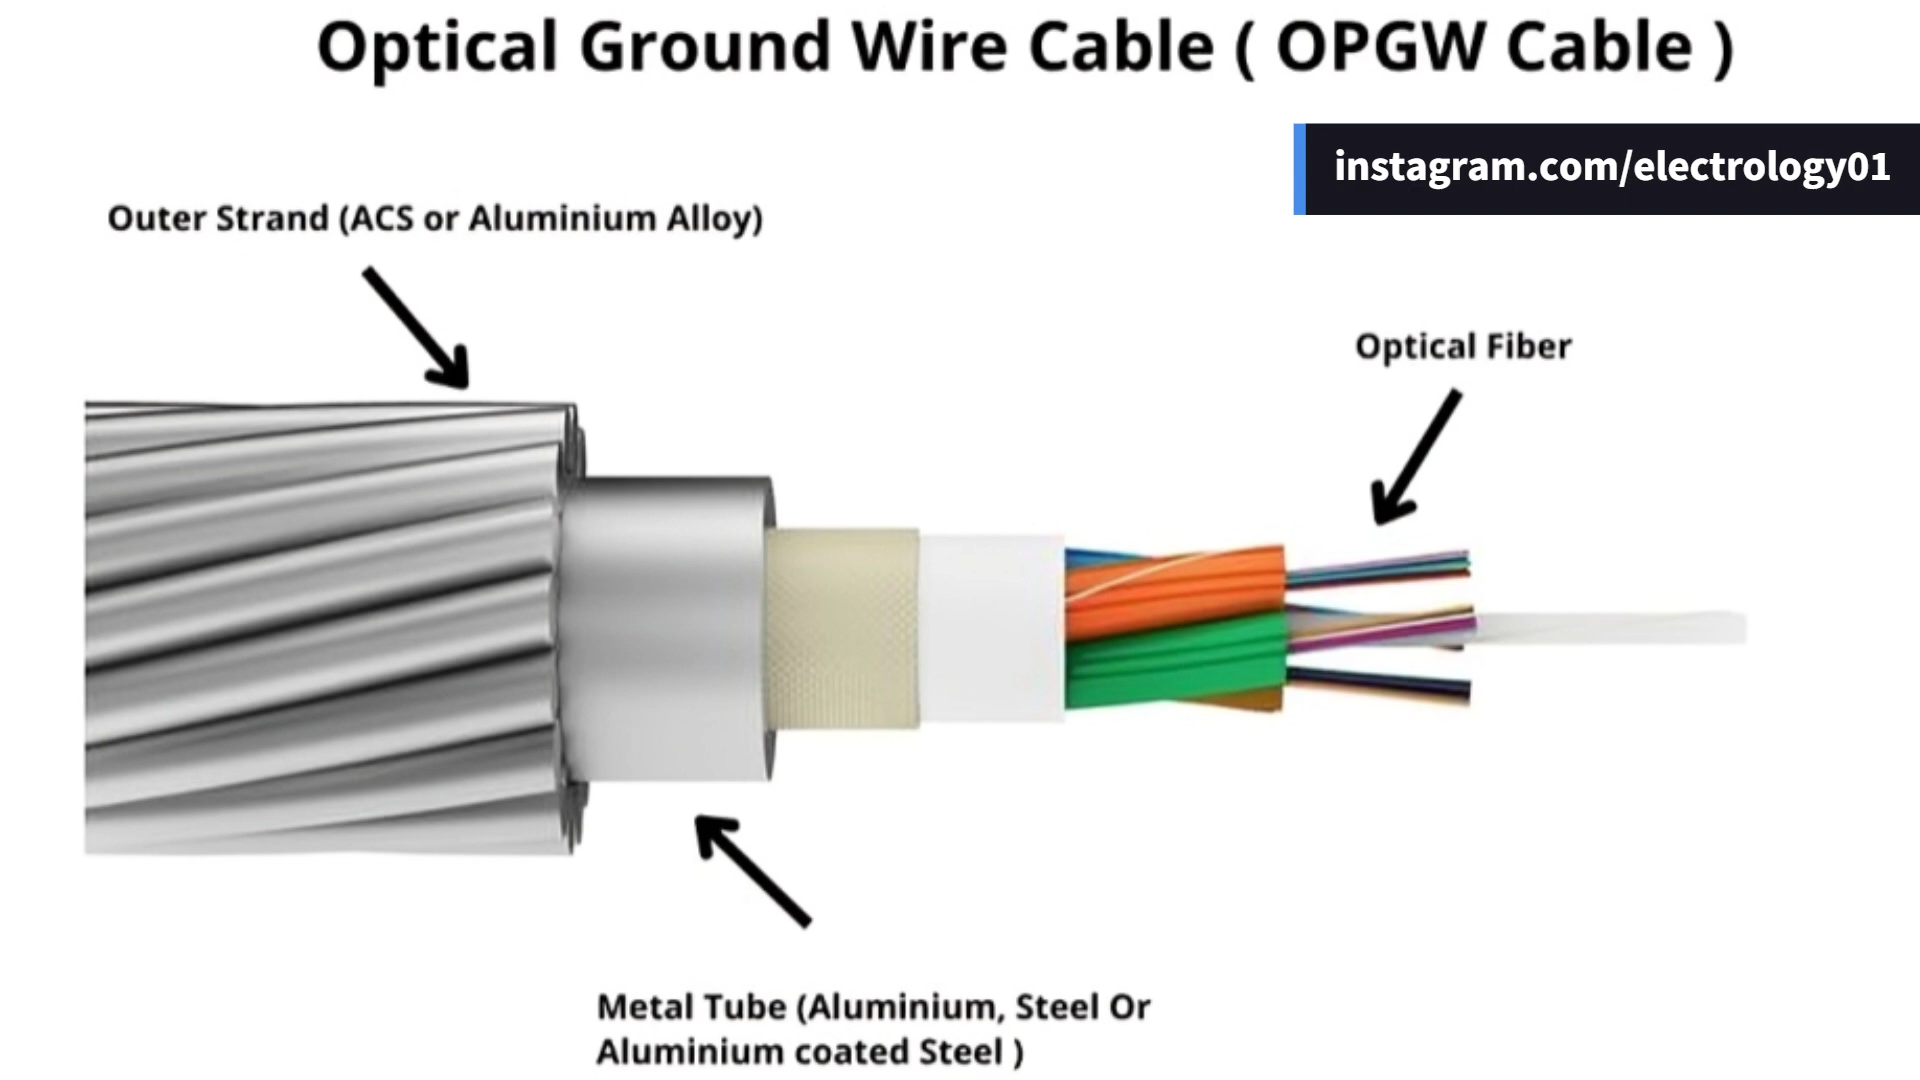 Optical Ground Wire Cable ( OPGW Cable )
instagram.com/electrology01
Outer Strand (ACS or Aluminium Alloy)
Optical Fiber
Metal Tube (Aluminium, Steel Or
Aluminium coated Steel )